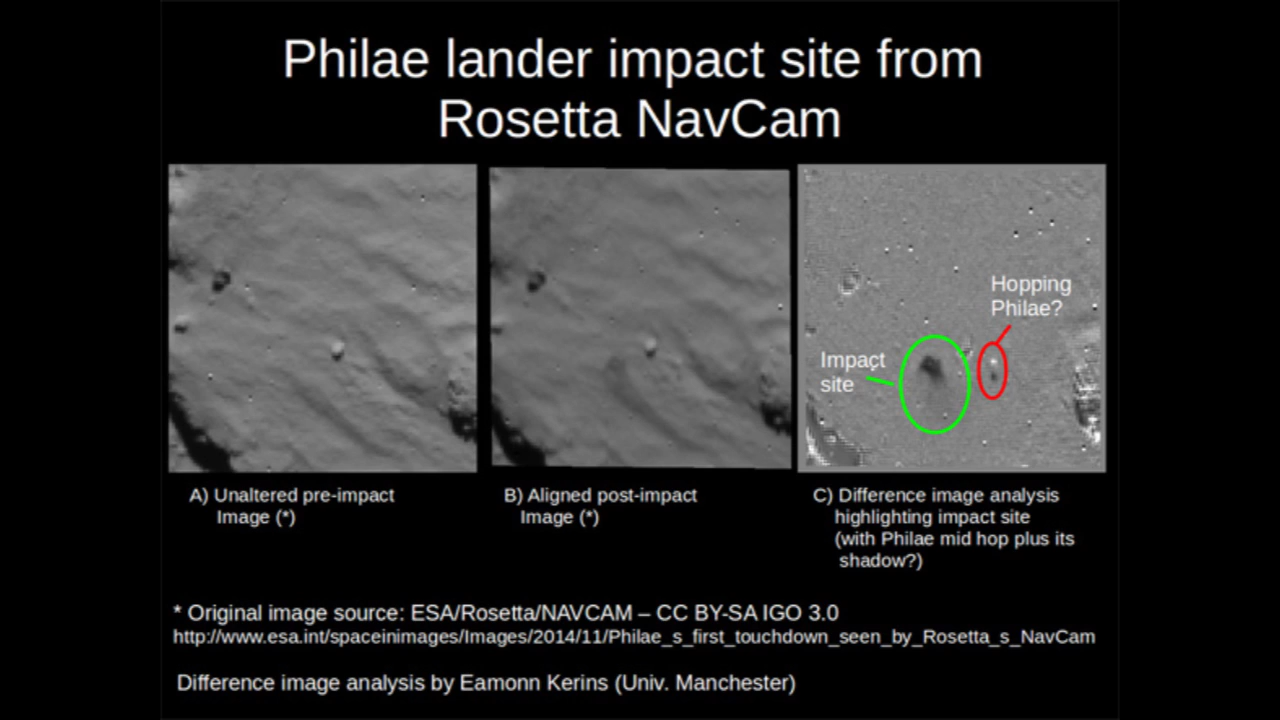 Philae lander impact site from
Rosetta NavCam
Hopping
Philae?
Impact
site
A) Unaltered pre-impact
Image (*)
B) Aligned post-impact
Image (*)
C) Difference image analysis
highlighting impact site
(with Philae mid hop plus its
shadow?)
* Original image source: ESA/Rosetta/NAVCAM – CC BY-SA IGO 3.0
http://www.esa.int/spaceinimages/Images/2014/11/Philae_s_first_touchdown_seen_by_Rosetta_s_NavCam
Difference image analysis by Eamonn Kerins (Univ. Manchester)